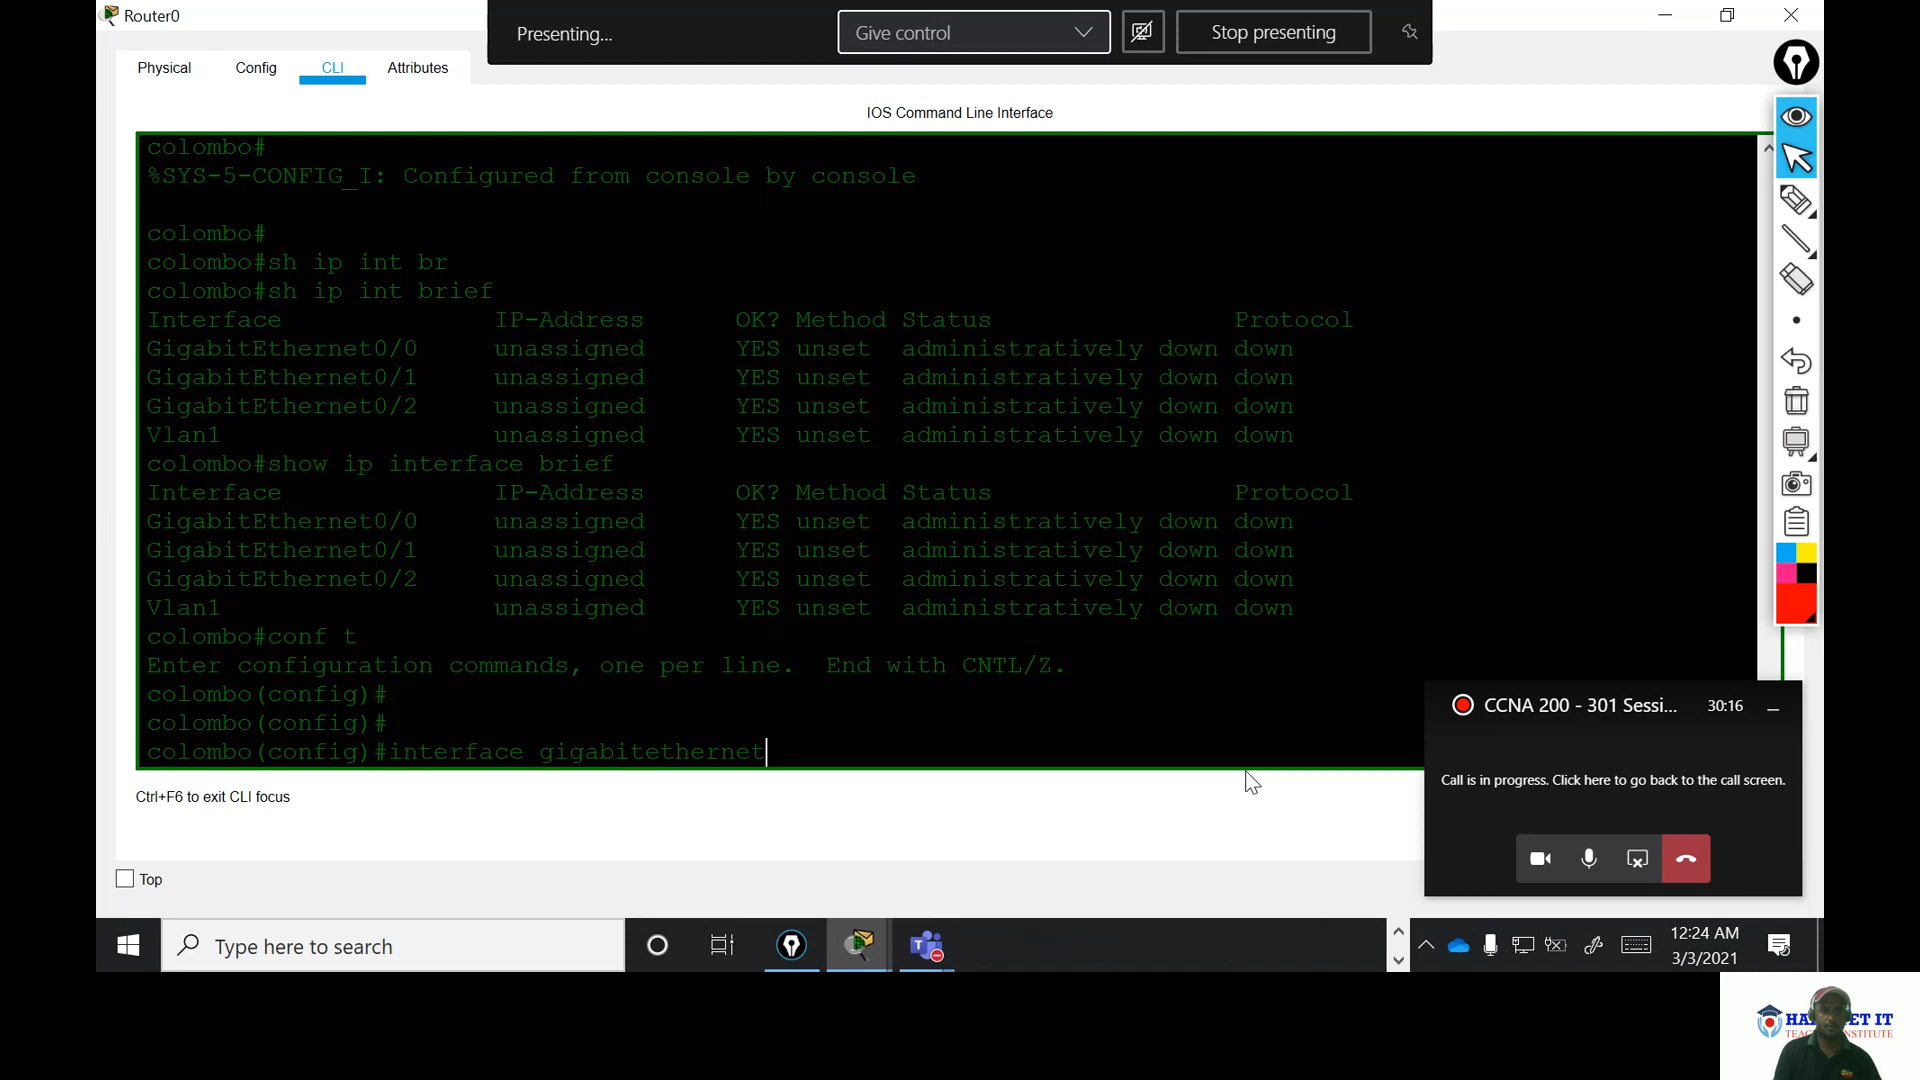 Router0
Presenting...
Give control
Stop presenting
Physical
Config
CLI
Attributes
IOS Command Line Interface
colombo#
%SYS-5-CONFIG_I: Configured from console by console
colombo#
colombo#sh ip int br
colombo#sh ip int brief
Interface IP-Address OK? Method Status Protocol
GigabitEthernet0/0 unassigned YES unset administratively down down
GigabitEthernet0/1 unassigned YES unset administratively down down
GigabitEthernet0/2 unassigned YES unset administratively down down
Vlan1 unassigned YES unset administratively down down
colombo#show ip interface brief
Interface IP-Address OK? Method Status Protocol
GigabitEthernet0/0 unassigned YES unset administratively down down
GigabitEthernet0/1 unassigned YES unset administratively down down
GigabitEthernet0/2 unassigned YES unset administratively down down
Vlan1 unassigned YES unset administratively down down
colombo#conf t
Enter configuration commands, one per line. End with CNTL/Z.
colombo(config)#
colombo(config)#
colombo(config)#interface gigabitethernet
CCNA 200 - 301 Sessi...
30:16
Call is in progress. Click here to go back to the call screen.
Ctrl+F6 to exit CLI focus
Top
Type here to search
12:24 AM
3/3/2021
IT